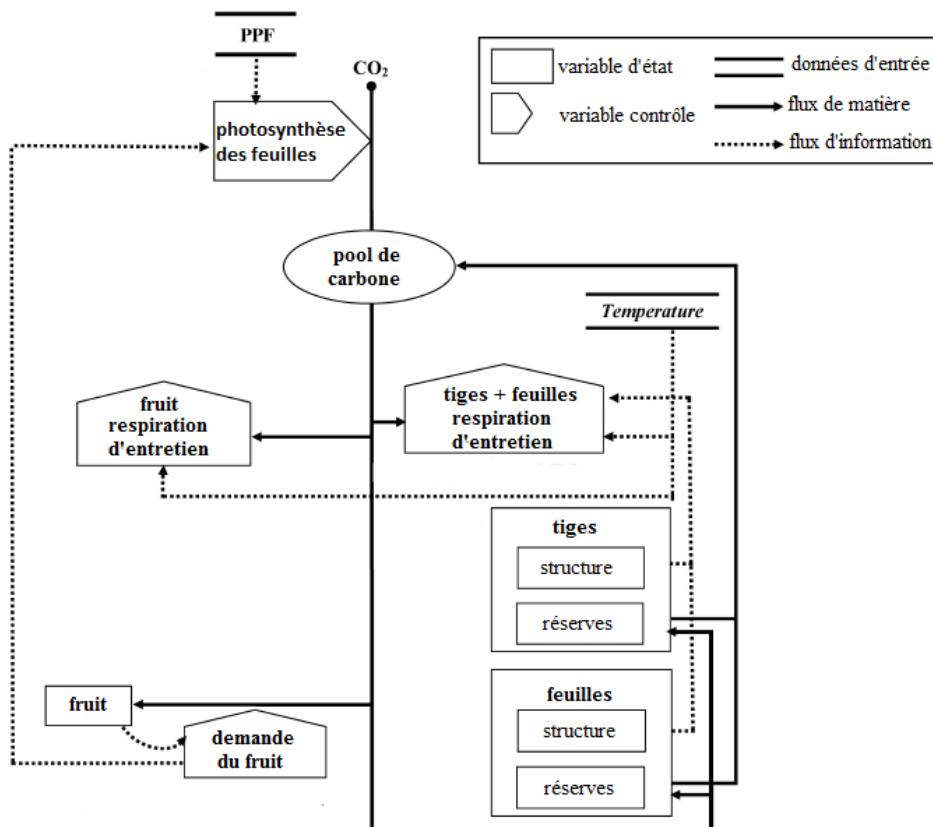 PPF
CO₂
photosynthèse
des feuilles
variable d'état
données d'entrée
variable contrôle
flux de matière
flux d'information
pool de
carbone
Temperature
fruit
respiration
d'entretien
tiges + feuilles
respiration
d'entretien
tiges
structure
réserves
feuilles
structure
réserves
fruit
demande
du fruit